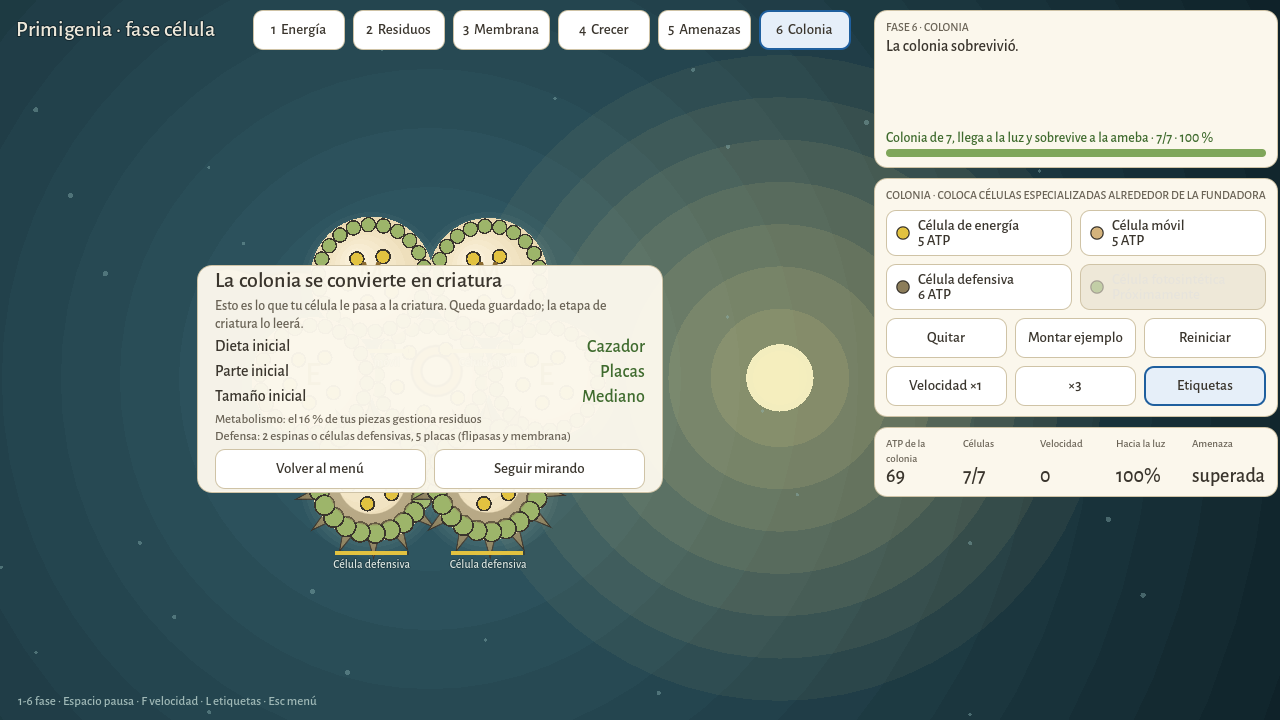 Primigenia · fase célula
1 Energía
2 Residuos
3 Membrana
4 Crecer
5 Amenazas
6 Colonia
FASE 6 · COLONIA
La colonia sobrevivió.
Colonia de 7, llega a la luz y sobrevive a la ameba · 7/7 · 100 %
COLONIA · COLOCA CÉLULAS ESPECIALIZADAS ALREDEDOR DE LA FUNDADORA
Célula de energía
5 ATP
Célula móvil
5 ATP
Célula defensiva
6 ATP
Quitar
Montar ejemplo
Reiniciar
Velocidad ×1
×3
Etiquetas
ATP de la
colonia
69
Células
7/7
Velocidad
0
Hacia la luz
100%
Amenaza
superada
La colonia se convierte en criatura
Esto es lo que tu célula le pasa a la criatura. Queda guardado; la etapa de
criatura lo leerá.
Dieta inicial
Cazador
Parte inicial
Placas
Tamaño inicial
Mediano
Metabolismo: el 16 % de tus piezas gestiona residuos
Defensa: 2 espinas o células defensivas, 5 placas (flipasas y membrana)
Volver al menú
Seguir mirando
Célula defensiva
Célula defensiva
1-6 fase · Espacio pausa · F velocidad · L etiquetas · Esc menú